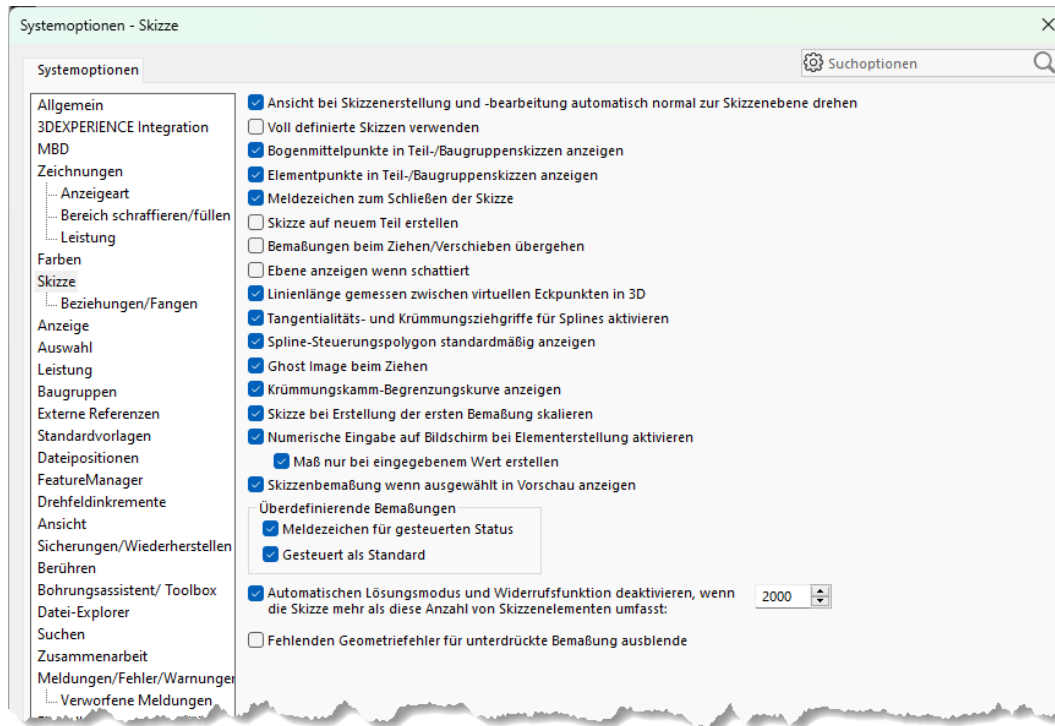 Systemoptionen - Skizze
Systemoptionen
Suchoptionen
Allgemein
3DEXPERIENCE Integration
MBD
Zeichnungen
Anzeigeart
Bereich schraffieren/füllen
Leistung
Farben
Skizze
Beziehungen/Fangen
Anzeige
Auswahl
Leistung
Baugruppen
Externe Referenzen
Standardvorlagen
Dateipositionen
FeatureManager
Drehfeldinkremente
Ansicht
Sicherungen/Wiederherstellen
Berühren
Bohrungsassistent/ Toolbox
Datei-Explorer
Suchen
Zusammenarbeit
Meldungen/Fehler/Warnunger
Verworfene Meldungen
Ansicht bei Skizzenerstellung und -bearbeitung automatisch normal zur Skizzenebene drehen
Voll definierte Skizzen verwenden
Bogenmittelpunkte in Teil-/Baugruppenskizzen anzeigen
Elementpunkte in Teil-/Baugruppenskizzen anzeigen
Meldezeichen zum Schließen der Skizze
Skizze auf neuem Teil erstellen
Bemaßungen beim Ziehen/Verschieben übergehen
Ebene anzeigen wenn schattiert
Linienlänge gemessen zwischen virtuellen Eckpunkten in 3D
Tangentialitäts- und Krümmungsziehgriffe für Splines aktivieren
Spline-Steuerungspolygon standardmäßig anzeigen
Ghost Image beim Ziehen
Krümmungskamm-Begrenzungskurve anzeigen
Skizze bei Erstellung der ersten Bemaßung skalieren
Numerische Eingabe auf Bildschirm bei Elementerstellung aktivieren
Maß nur bei eingegebenem Wert erstellen
Skizzenbemaßung wenn ausgewählt in Vorschau anzeigen
Überdefinierende Bemaßungen
Meldezeichen für gesteuerten Status
Gesteuert als Standard
Automatischen Lösungsmodus und Widerrufsfunktion deaktivieren, wenn
die Skizze mehr als diese Anzahl von Skizzenelementen umfasst:
2000
Fehlenden Geometriefehler für unterdrückte Bemaßung ausblende